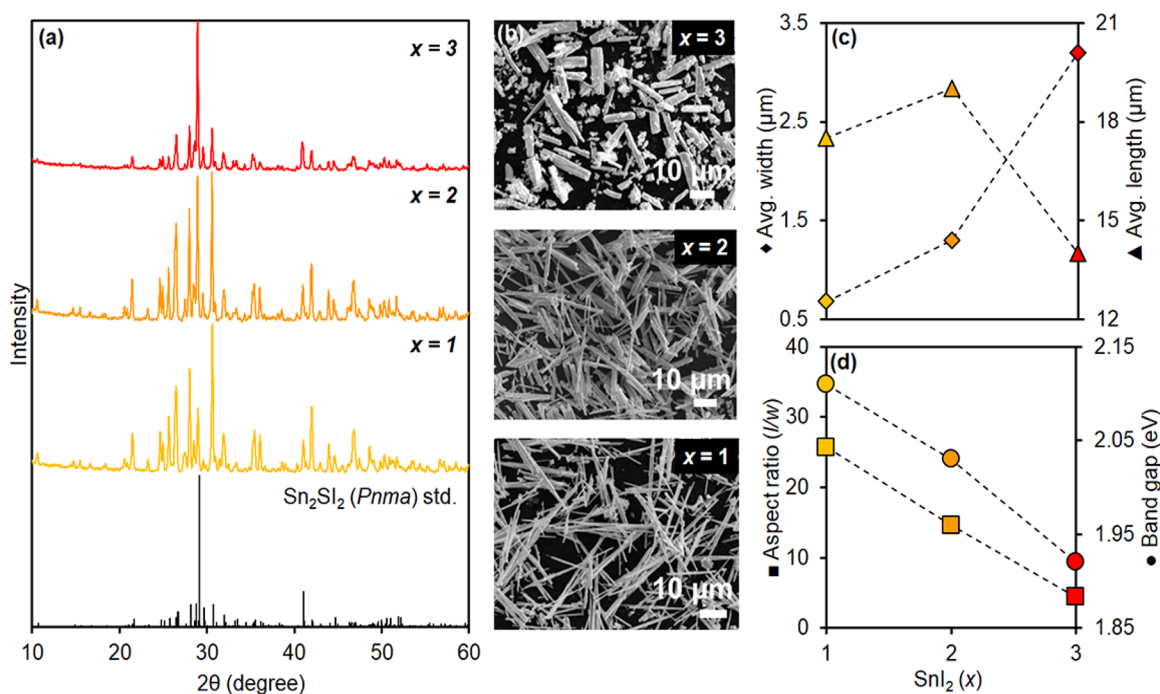 (a)
x = 3
x = 2
x = 1
Sn₂SI₂ (Pnma) std.
Intensity
10 20 30 40 50 60
2θ (degree)
(b)
x = 3
10 μm
x = 2
10 μm
x = 1
10 μm
(c)
3.5
2.5
1.5
0.5
♦ Avg. width (μm)
21
18
15
12
▲ Avg. length (μm)
(d)
40
30
20
10
0
■ Aspect ratio (l/w)
2.15
2.05
1.95
1.85
● Band gap (eV)
1 2 3
SnI₂ (x)